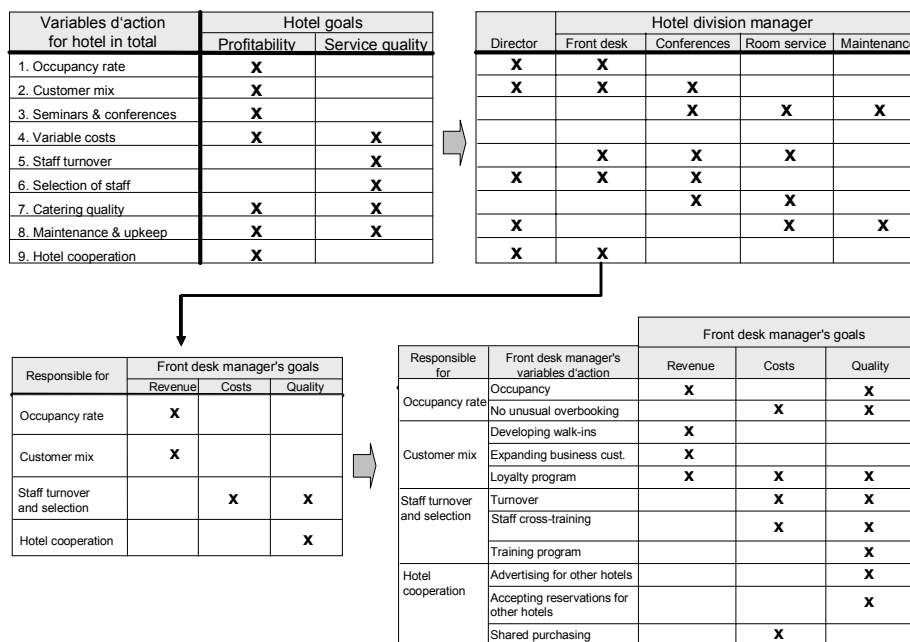 Variables d'action for hotel in total Hotel goals
Profitability Service quality
1. Occupancy rate X
2. Customer mix X
3. Seminars & conferences X
4. Variable costs X X
5. Staff turnover X
6. Selection of staff X
7. Catering quality X X
8. Maintenance & upkeep X X
9. Hotel cooperation X
Hotel division manager
Director Front desk Conferences Room service Maintenance
X X
X X X
X X X
X X X
X X X
X X
X X X
X X
Front desk manager's goals
Responsible for Revenue Costs Quality
Occupancy rate X
Customer mix X
Staff turnover and selection X X
Hotel cooperation X
Front desk manager's goals
Responsible for Front desk manager's variables d'action Revenue Costs Quality
Occupancy rate Occupancy X X
No unusual overbooking X X
Customer mix Developing walk-ins X
Expanding business cust. X
Loyalty program X X X
Staff turnover and selection Turnover X X
Staff cross-training X X
Training program X
Hotel cooperation Advertising for other hotels X
Accepting reservations for other hotels X
Shared purchasing X